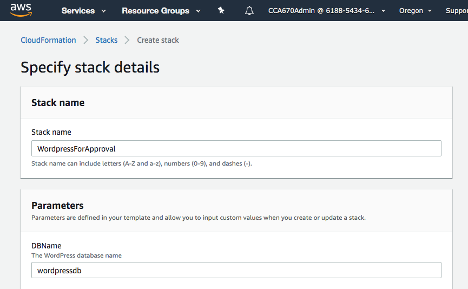 aws
Services
Resource Groups
CCA670Admin @ 6188-5434-6...
Oregon
Suppo
CloudFormation
Stacks
Create stack
Specify stack details
Stack name
Stack name
WordpressForApproval
Stack name can include letters (A-Z and a-z), numbers (0-9), and dashes (-).
Parameters
Parameters are defined in your template and allow you to input custom values when you create or update a stack.
DBName
The WordPress database name
wordpressdb